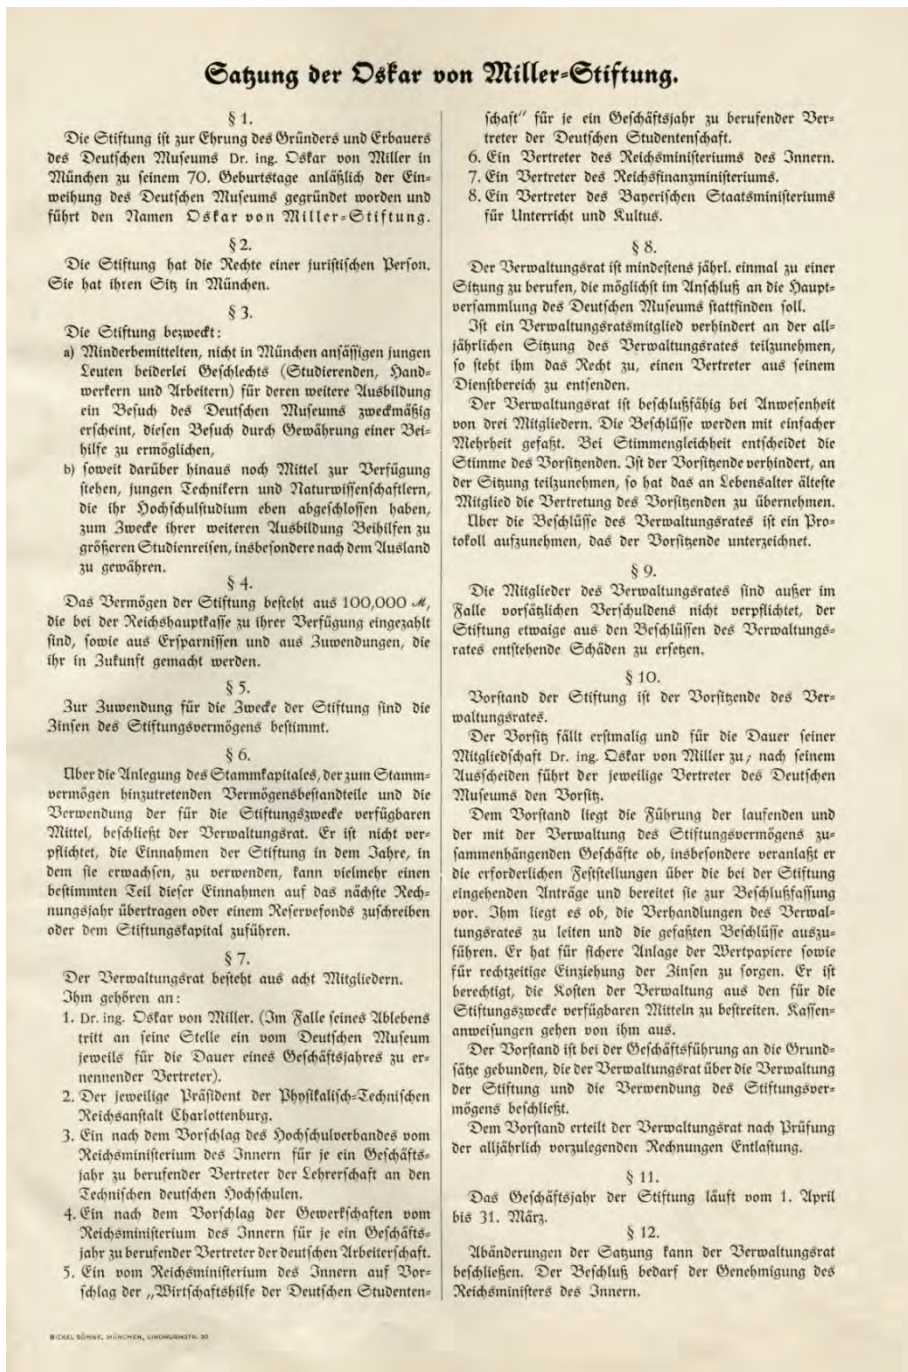 Satzung der Oskar von Miller-Stiftung.
§ 1.
Die Stiftung ist zur Ehrung des Gründers und Erbauers
des Deutschen Museums Dr. ing. Oskar von Miller in
München zu seinem 70. Geburtstage anläßlich der Ein-
weihung des Deutschen Museums gegründet worden und
führt den Namen Oskar von Miller-Stiftung.
§ 2.
Die Stiftung hat die Rechte einer juristischen Person.
Sie hat ihren Sitz in München.
§ 3.
Die Stiftung bezweckt:
a) Minderbemittelten, nicht in München ansässigen jungen
Leuten beiderlei Geschlechts (Studierenden, Hand-
werkern und Arbeitern) für deren weitere Ausbildung
ein Besuch des Deutschen Museums zweckmäßig
erscheint, diesen Besuch durch Gewährung einer Bei-
hilfe zu ermöglichen,
b) soweit darüber hinaus noch Mittel zur Verfügung
stehen, jungen Technikern und Naturwissenschaftlern,
die ihr Hochschulstudium eben abgeschlossen haben,
zum Zwecke ihrer weiteren Ausbildung Beihilfen zu
größeren Studienreisen, insbesondere nach dem Ausland
zu gewähren.
§ 4.
Das Vermögen der Stiftung besteht aus 100,000 ℳ,
die bei der Reichshauptkasse zu ihrer Verfügung eingezahlt
sind, sowie aus Ersparnissen und aus Zuwendungen, die
ihr in Zukunft gemacht werden.
§ 5.
Zur Zuwendung für die Zwecke der Stiftung sind die
Zinsen des Stiftungsvermögens bestimmt.
§ 6.
Über die Anlegung des Stammkapitales, der zum Stamm-
vermögen hinzutretenden Vermögensbestandteile und die
Verwendung der für die Stiftungszwecke verfügbaren
Mittel, beschließt der Verwaltungsrat. Er ist nicht ver-
pflichtet, die Einnahmen der Stiftung in dem Jahre, in
dem sie erwachsen, zu verwenden, kann vielmehr einen
bestimmten Teil dieser Einnahmen auf das nächste Rech-
nungsjahr übertragen oder einem Reservefonds zuschreiben
oder dem Stiftungskapital zuführen.
§ 7.
Der Verwaltungsrat besteht aus acht Mitgliedern.
Ihm gehören an:
1. Dr. ing. Oskar von Miller. (Im Falle seines Ablebens
tritt an seine Stelle ein vom Deutschen Museum
jeweils für die Dauer eines Geschäftsjahres zu er-
nennender Vertreter).
2. Der jeweilige Präsident der Physikalisch-Technischen
Reichsanstalt Charlottenburg.
3. Ein nach dem Vorschlag des Hochschulverbandes vom
Reichsministerium des Innern für je ein Geschäfts-
jahr zu berufender Vertreter der Lehrerschaft an den
Technischen deutschen Hochschulen.
4. Ein nach dem Vorschlag der Gewerkschaften vom
Reichsministerium des Innern für je ein Geschäfts-
jahr zu berufender Vertreter der deutschen Arbeiterschaft.
5. Ein vom Reichsministerium des Innern auf Vor-
schlag der „Wirtschaftshilfe der Deutschen Studenten-
schaft" für je ein Geschäftsjahr zu berufender Ver-
treter der Deutschen Studentenschaft.
6. Ein Vertreter des Reichsministeriums des Innern.
7. Ein Vertreter des Reichsfinanzministeriums.
8. Ein Vertreter des Bayerischen Staatsministeriums
für Unterricht und Kultus.
§ 8.
Der Verwaltungsrat ist mindestens jährl. einmal zu einer
Sitzung zu berufen, die möglichst im Anschluß an die Haupt-
versammlung des Deutschen Museums stattfinden soll.
Ist ein Verwaltungsratsmitglied verhindert an der all-
jährlichen Sitzung des Verwaltungsrates teilzunehmen,
so steht ihm das Recht zu, einen Vertreter aus seinem
Dienstbereich zu entsenden.
Der Verwaltungsrat ist beschlußfähig bei Anwesenheit
von drei Mitgliedern. Die Beschlüsse werden mit einfacher
Mehrheit gefaßt. Bei Stimmengleichheit entscheidet die
Stimme des Vorsitzenden. Ist der Vorsitzende verhindert, an
der Sitzung teilzunehmen, so hat das an Lebensalter älteste
Mitglied die Vertretung des Vorsitzenden zu übernehmen.
Über die Beschlüsse des Verwaltungsrates ist ein Pro-
tokoll aufzunehmen, das der Vorsitzende unterzeichnet.
§ 9.
Die Mitglieder des Verwaltungsrates sind außer im
Falle vorsätzlichen Verschuldens nicht verpflichtet, der
Stiftung etwaige aus den Beschlüssen des Verwaltungs-
rates entstehende Schäden zu ersetzen.
§ 10.
Vorstand der Stiftung ist der Vorsitzende des Ver-
waltungsrates.
Der Vorsitz fällt erstmalig und für die Dauer seiner
Mitgliedschaft Dr. ing. Oskar von Miller zu; nach seinem
Ausscheiden führt der jeweilige Vertreter des Deutschen
Museums den Vorsitz.
Dem Vorstand liegt die Führung der laufenden und
der mit der Verwaltung des Stiftungsvermögens zu-
sammenhängenden Geschäfte ob, insbesondere veranlaßt er
die erforderlichen Feststellungen über die bei der Stiftung
eingehenden Anträge und bereitet sie zur Beschlußfassung
vor. Ihm liegt es ob, die Verhandlungen des Verwal-
tungsrates zu leiten und die gefaßten Beschlüsse auszu-
führen. Er hat für sichere Anlage der Wertpapiere sowie
für rechtzeitige Einziehung der Zinsen zu sorgen. Er ist
berechtigt, die Kosten der Verwaltung aus den für die
Stiftungszwecke verfügbaren Mitteln zu bestreiten. Kassen-
anweisungen gehen von ihm aus.
Der Vorstand ist bei der Geschäftsführung an die Grund-
sätze gebunden, die der Verwaltungsrat über die Verwaltung
der Stiftung und die Verwendung des Stiftungsver-
mögens beschließt.
Dem Vorstand erteilt der Verwaltungsrat nach Prüfung
der alljährlich vorzulegenden Rechnungen Entlastung.
§ 11.
Das Geschäftsjahr der Stiftung läuft vom 1. April
bis 31. März.
§ 12.
Abänderungen der Satzung kann der Verwaltungsrat
beschließen. Der Beschluß bedarf der Genehmigung des
Reichsministers des Innern.
BICKEL SÖHNE, MÜNCHEN, LINDWURMSTR. 30